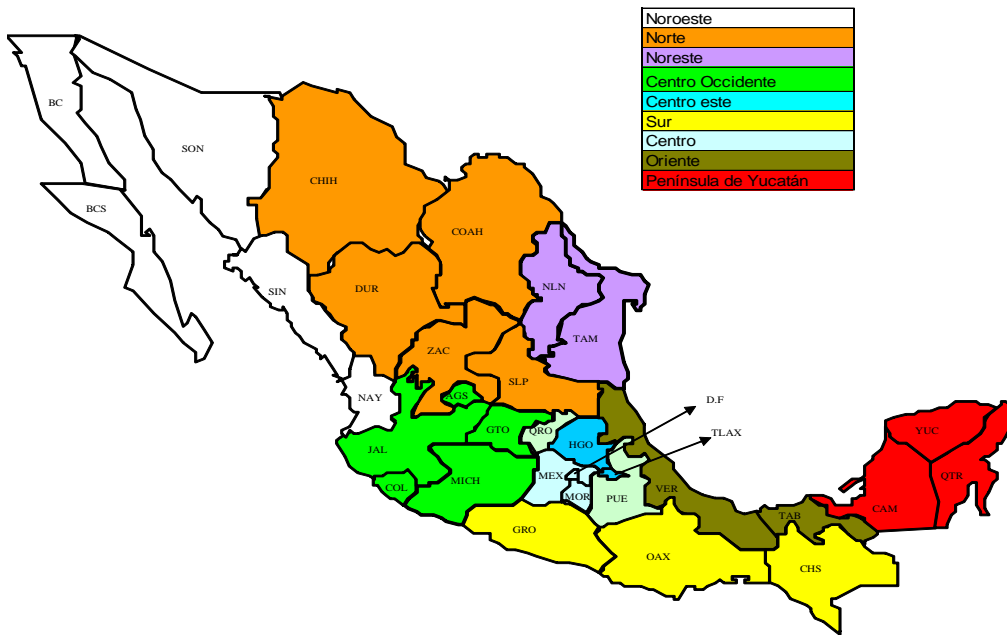 Noroeste
Norte
Noreste
Centro Occidente
Centro este
Sur
Centro
Oriente
Península de Yucatán
BC
SON
BCS
CHIH
COAH
SIN
DUR
NLN
TAM
ZAC
SLP
NAY
AGS
D.F
GTO
QRO
HGO
TLAX
YUC
JAL
MICH
MEX
COL
MOR
PUE
VER
QTR
CAM
TAB
GRO
OAX
CHS